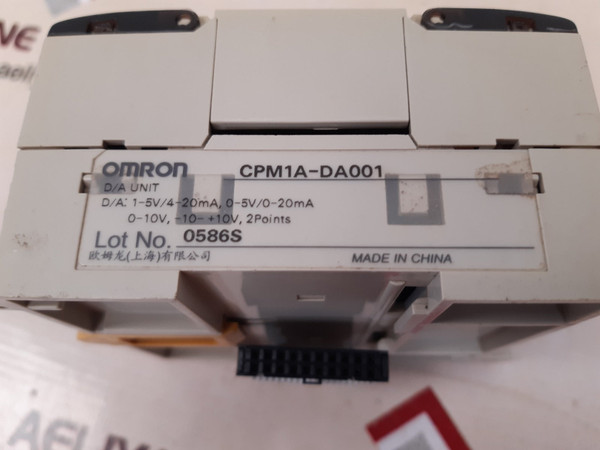 OMRON CPM1A-DA001
D/A UNIT
D/A: 1-5V/4-20mA, 0-5V/0-20mA
0-10V, -10- +10V, 2Points
Lot No. 0586S
欧姆龙(上海)有限公司 MADE IN CHINA